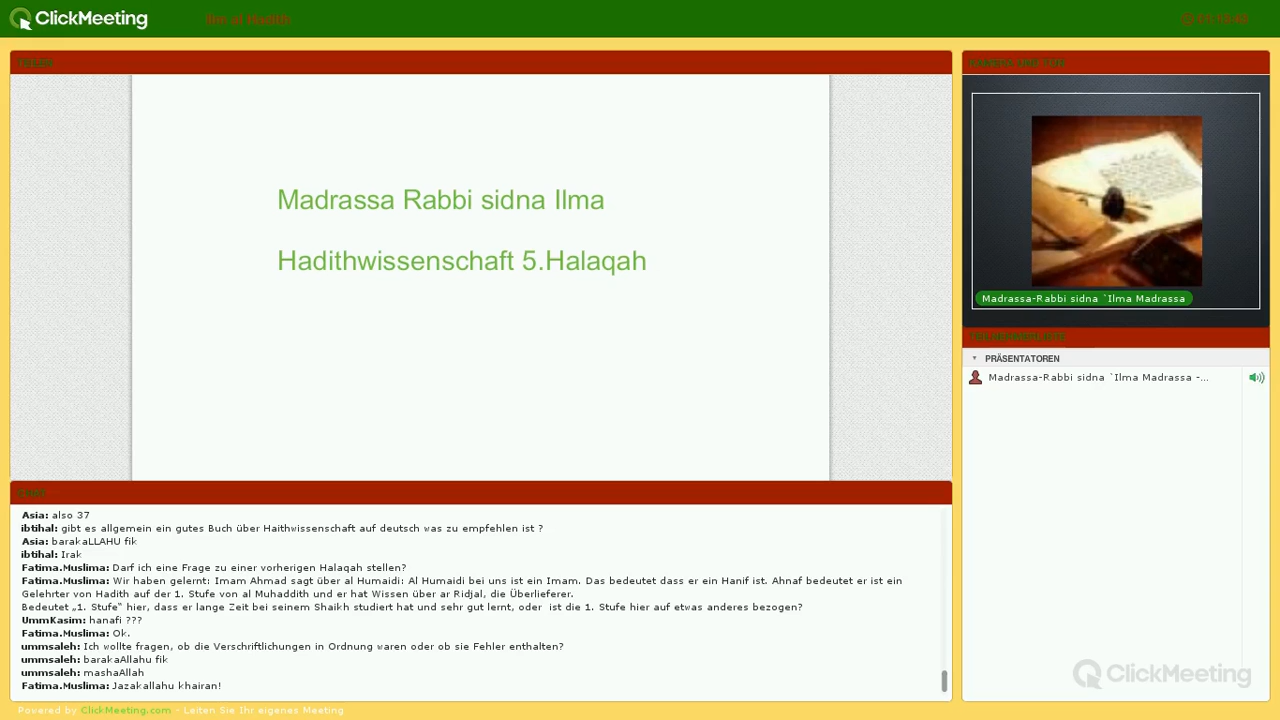 ClickMeeting
Ilm al Hadith
Madrassa Rabbi sidna Ilma
Hadithwissenschaft 5.Halaqah
Madrassa-Rabbi sidna `Ilma Madrassa
PRÄSENTATOREN
Madrassa-Rabbi sidna `Ilma Madrassa -...
Asia: also 37
ibtihal: gibt es allgemein ein gutes Buch über Haithwissenschaft auf deutsch was zu empfehlen ist ?
Asia: barakaLLAHU fik
ibtihal: Irak
Fatima.Muslima: Darf ich eine Frage zu einer vorherigen Halaqah stellen?
Fatima.Muslima: Wir haben gelernt: Imam Ahmad sagt über al Humaidi: Al Humaidi bei uns ist ein Imam. Das bedeutet dass er ein Hanif ist. Ahnaf bedeutet er ist ein
Gelehrter von Hadith auf der 1. Stufe von al Muhaddith und er hat Wissen über ar Ridjal, die Überlieferer.
Bedeutet „1. Stufe“ hier, dass er lange Zeit bei seinem Shaikh studiert hat und sehr gut lernt, oder ist die 1. Stufe hier auf etwas anderes bezogen?
UmmKasim: hanafi ???
Fatima.Muslima: Ok.
ummsaleh: Ich wollte fragen, ob die Verschriftlichungen in Ordnung waren oder ob sie Fehler enthalten?
ummsaleh: barakaAllahu fik
ummsaleh: mashaAllah
Fatima.Muslima: Jazakallahu khairan!
ClickMeeting
Powered by ClickMeeting.com - Leiten Sie Ihr eigenes Meeting